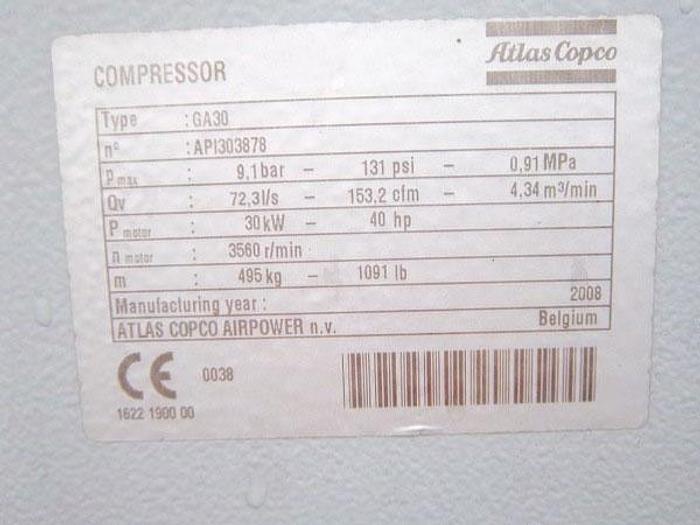 Atlas Copco
COMPRESSOR
Type : GA30
n° : API303878
P max : 9,1 bar – 131 psi – 0,91 MPa
Qv : 72,3 l/s – 153,2 cfm – 4,34 m³/min
P motor : 30 kW – 40 hp
n motor : 3560 r/min
m : 495 kg – 1091 lb
Manufacturing year : 2008
ATLAS COPCO AIRPOWER n.v. Belgium
CE 0038
1622 1900 00